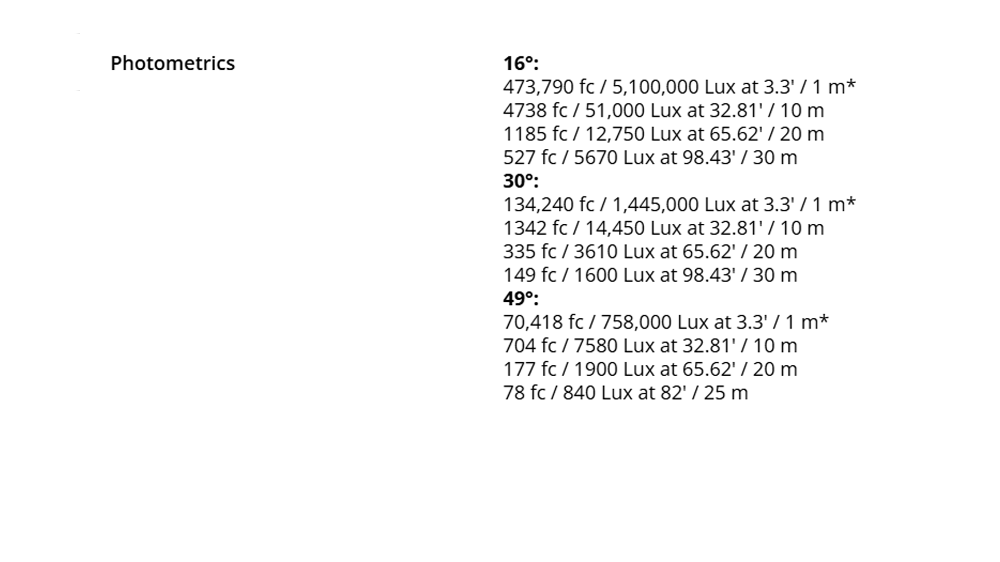 Photometrics
16°:
473,790 fc / 5,100,000 Lux at 3.3' / 1 m*
4738 fc / 51,000 Lux at 32.81' / 10 m
1185 fc / 12,750 Lux at 65.62' / 20 m
527 fc / 5670 Lux at 98.43' / 30 m
30°:
134,240 fc / 1,445,000 Lux at 3.3' / 1 m*
1342 fc / 14,450 Lux at 32.81' / 10 m
335 fc / 3610 Lux at 65.62' / 20 m
149 fc / 1600 Lux at 98.43' / 30 m
49°:
70,418 fc / 758,000 Lux at 3.3' / 1 m*
704 fc / 7580 Lux at 32.81' / 10 m
177 fc / 1900 Lux at 65.62' / 20 m
78 fc / 840 Lux at 82' / 25 m